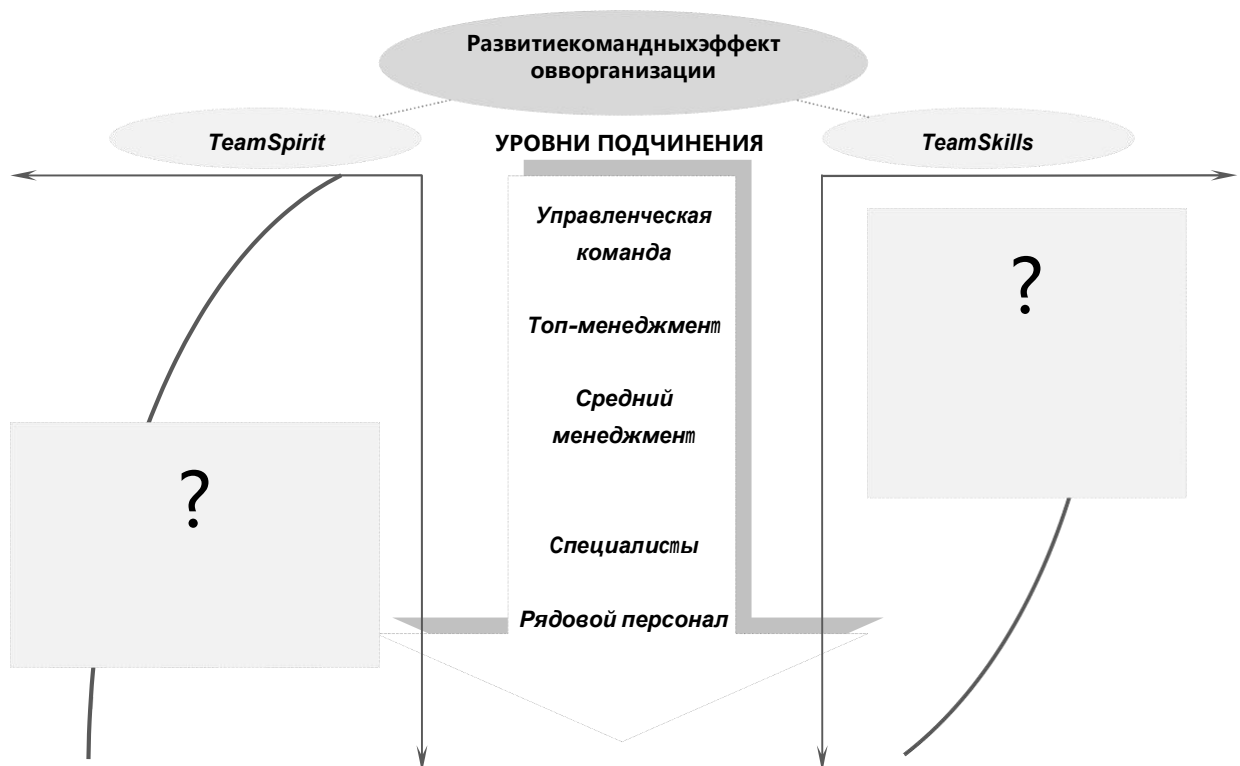 Развитиекомандныхэффект
овворганизации
TeamSpirit
УРОВНИ ПОДЧИНЕНИЯ
TeamSkills
Управленческая
команда
?
Топ-менеджмент
Средний
менеджмент
?
Специалисты
Рядовой персонал